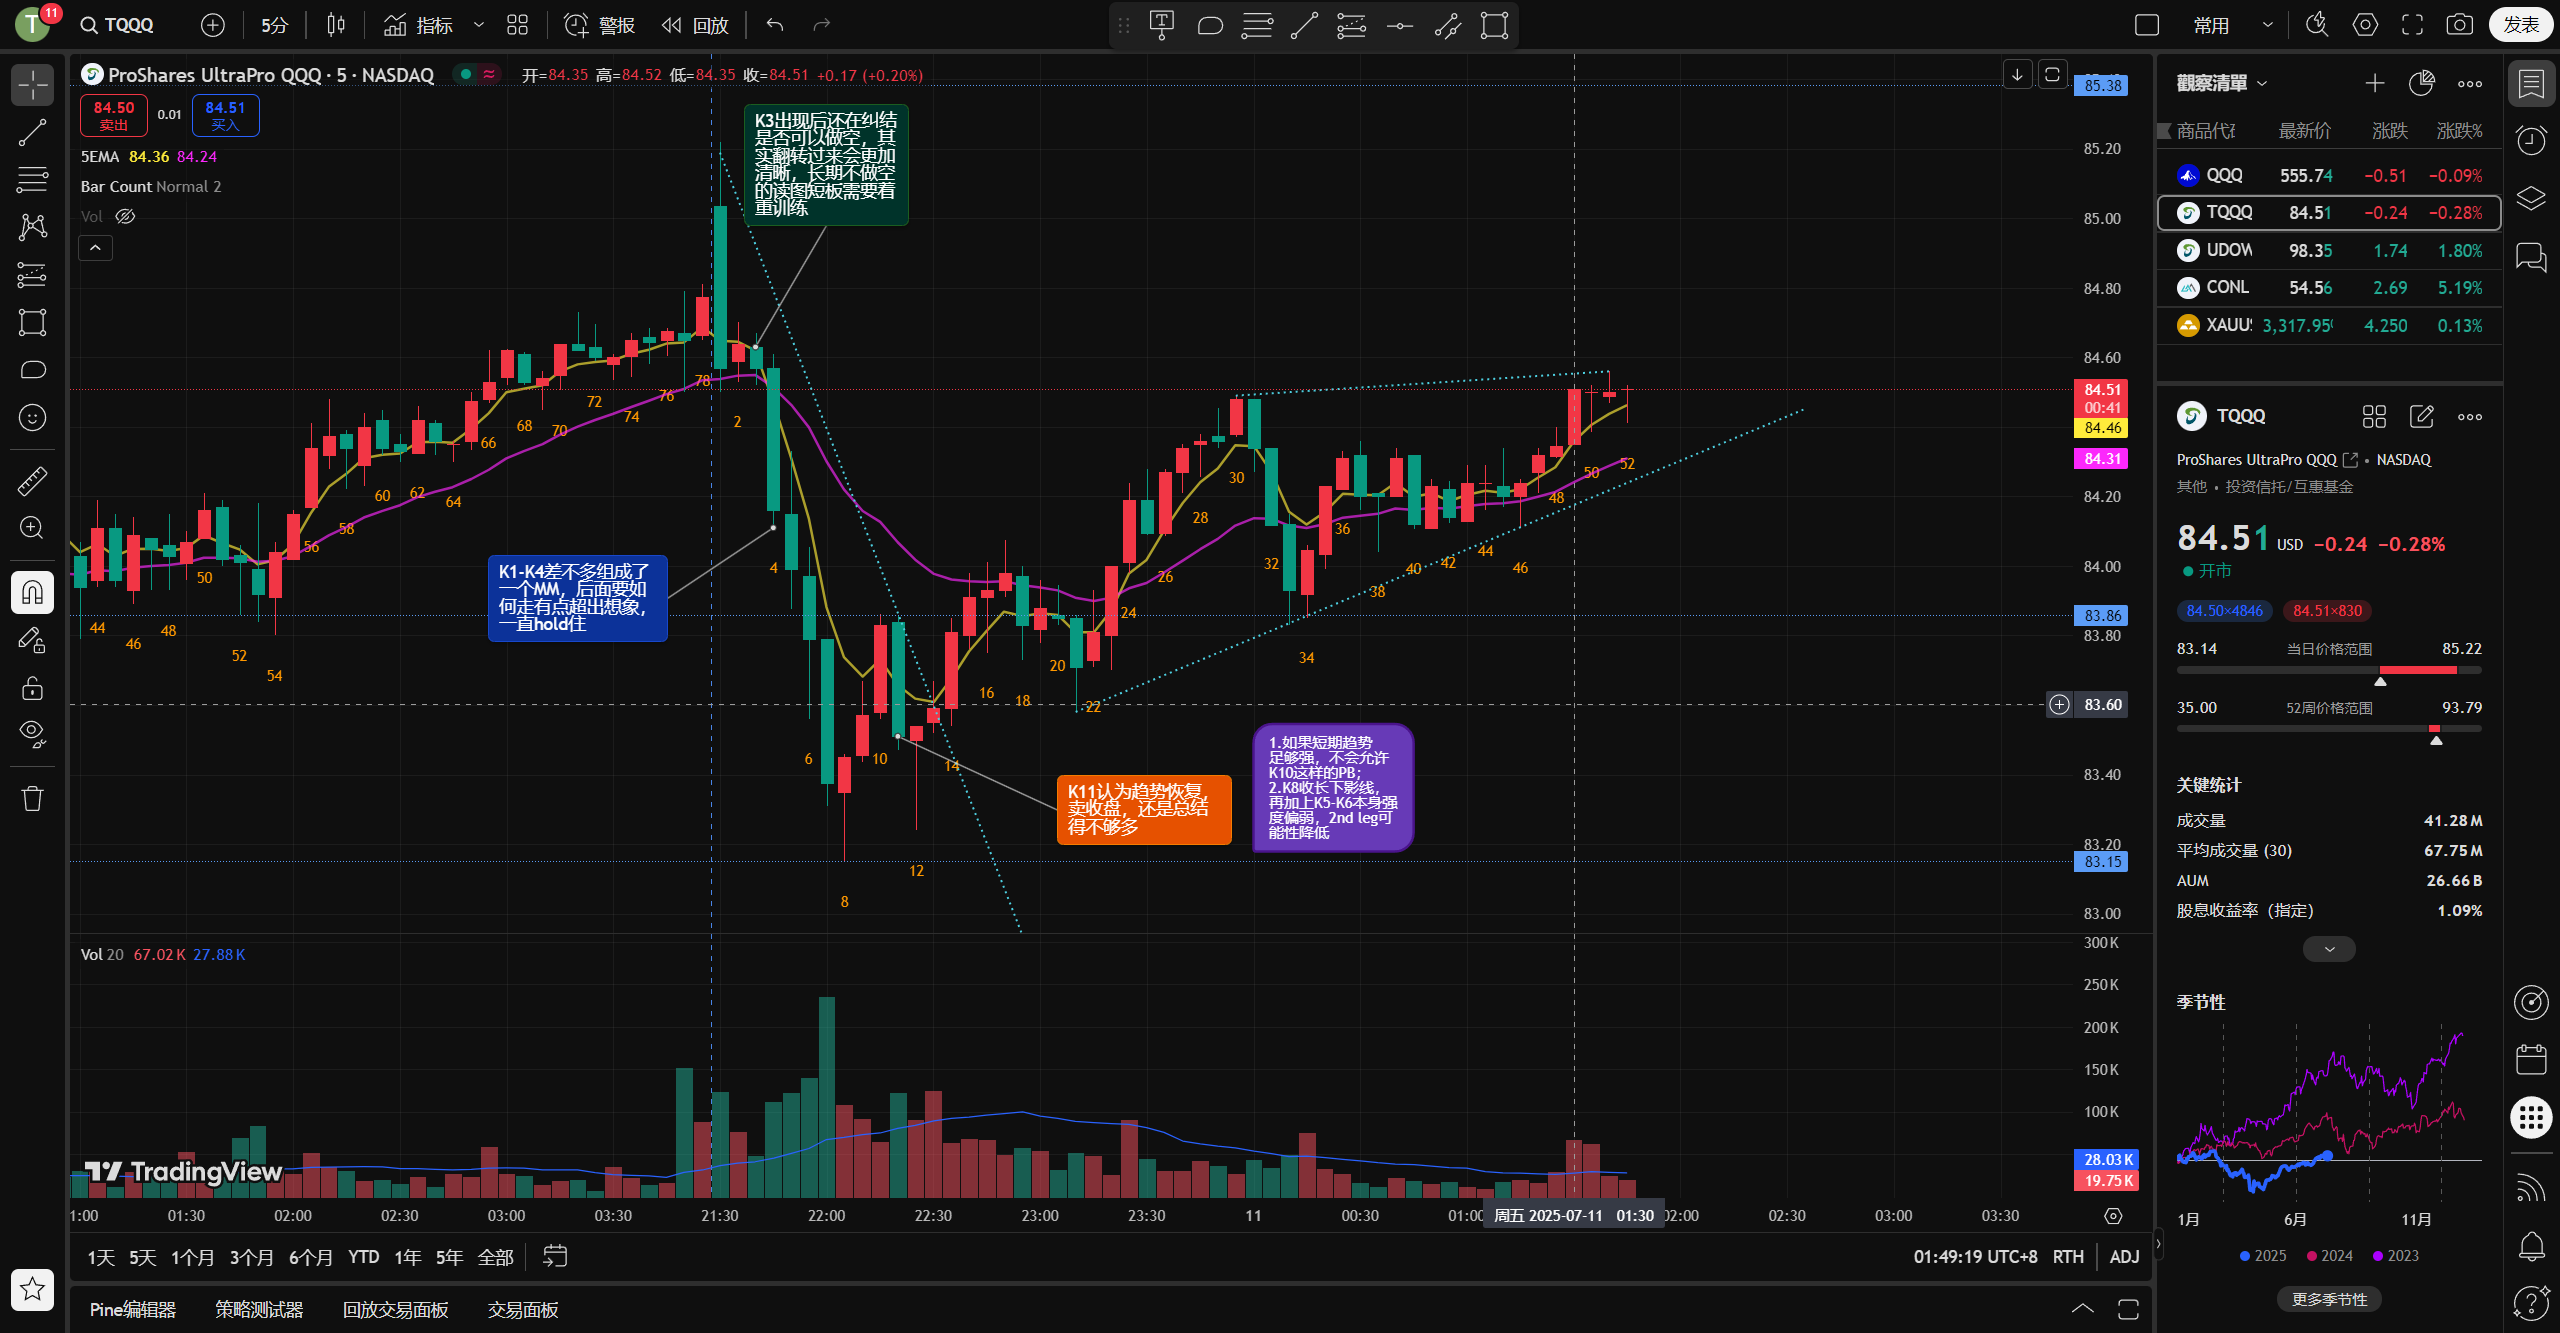 T
11
TQQQ
5分
指标
警报
回放
常用
发表
ProShares UltraPro QQQ · 5 · NASDAQ
开=84.35 高=84.52 低=84.35 收=84.51 +0.17 (+0.20%)
84.50
卖出
0.01
84.51
买入
5EMA 84.36 84.24
Bar Count Normal 2
Vol
K3出现后还在纠结
是否可以做空，其
实翻转过来会更加
清晰，长期不做空
的读图短板需要着
重训练
K1-K4差不多组成了
一个MM，后面要如
何走有点超出想象，
一直hold住
K11认为趋势恢复，
卖收盘，还是总结
得不够多
1.如果短期趋势
足够强，不会允许
K10这样的PB；
2.K8收长下影线，
再加上K5-K6本身强
度偏弱，2nd leg可
能性降低
44
46
48
50
52
54
56
58
60
62
64
66
68
70
72
74
76
78
2
4
6
8
10
12
14
16
18
20
22
24
26
28
30
32
34
36
38
40
42
44
46
48
50
52
85.38
85.20
85.00
84.80
84.60
84.51
00:41
84.46
84.31
84.20
84.00
83.86
83.80
83.60
83.40
83.20
83.15
83.00
Vol 20 67.02 K 27.88 K
300 K
250 K
200 K
150 K
100 K
28.03 K
19.75 K
TradingView
1:00
01:30
02:00
02:30
03:00
03:30
21:30
22:00
22:30
23:00
23:30
11
00:30
01:00
周五 2025-07-11 01:30
02:00
02:30
03:00
03:30
1天 5天 1个月 3个月 6个月 YTD 1年 5年 全部
01:49:19 UTC+8 RTH ADJ
Pine编辑器 策略测试器 回放交易面板 交易面板
觀察清單
商品代 最新价 涨跌 涨跌%
QQQ 555.74 −0.51 −0.09%
TQQQ 84.51 −0.24 −0.28%
UDOW 98.35 1.74 1.80%
CONL 54.56 2.69 5.19%
XAUU 3,317.95 4.250 0.13%
TQQQ
ProShares UltraPro QQQ • NASDAQ
其他 • 投资信托/互惠基金
84.51 USD −0.24 −0.28%
开市
84.50×4846 84.51×830
83.14 当日价格范围 85.22
35.00 52周价格范围 93.79
关键统计
成交量 41.28 M
平均成交量 (30) 67.75 M
AUM 26.66 B
股息收益率（指定） 1.09%
季节性
1月 6月 11月
2025 2024 2023
更多季节性